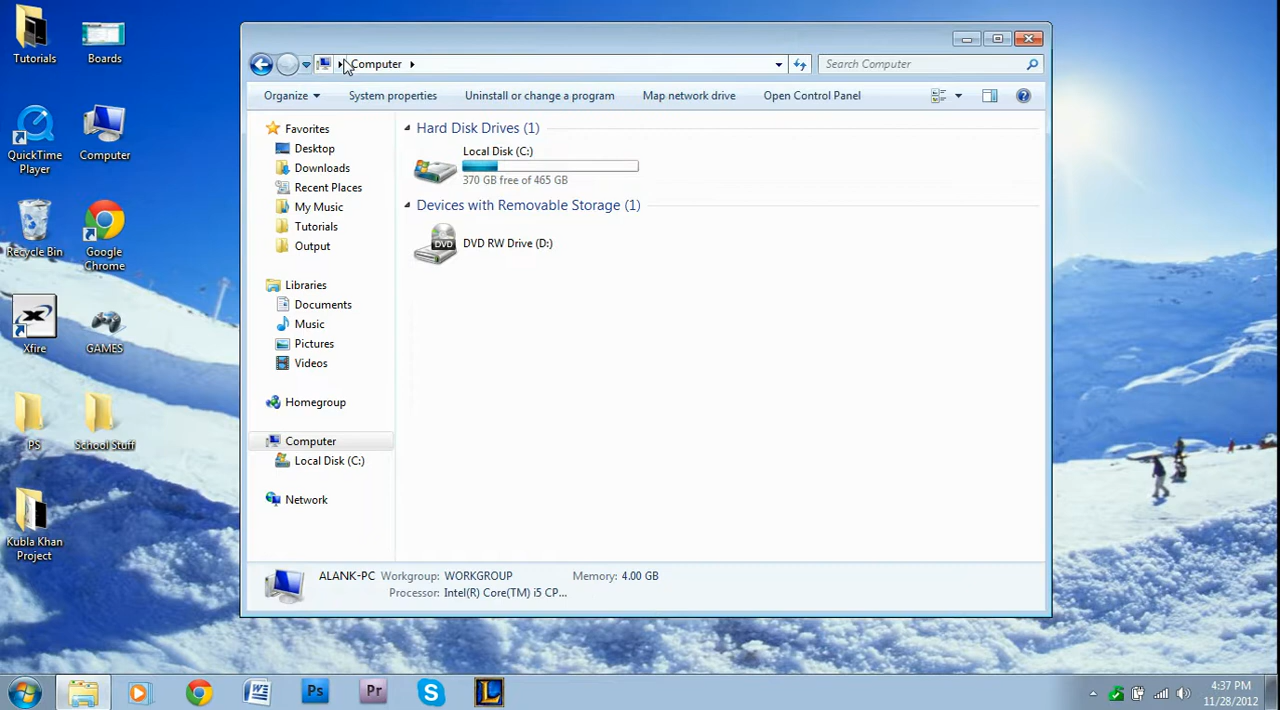 Tutorials
Boards
QuickTime
Player
Computer
Recycle Bin
Google
Chrome
Xfire
GAMES
PS
School Stuff
Kubla Khan
Project
Computer
Search Computer
Organize
System properties
Uninstall or change a program
Map network drive
Open Control Panel
Favorites
Desktop
Downloads
Recent Places
My Music
Tutorials
Output
Libraries
Documents
Music
Pictures
Videos
Homegroup
Computer
Local Disk (C:)
Network
Hard Disk Drives (1)
Local Disk (C:)
370 GB free of 465 GB
Devices with Removable Storage (1)
DVD
DVD RW Drive (D:)
ALANK-PC Workgroup: WORKGROUP Memory: 4.00 GB
Processor: Intel(R) Core(TM) i5 CP...
W
Ps
Pr
S
L
4:37 PM
11/28/2012